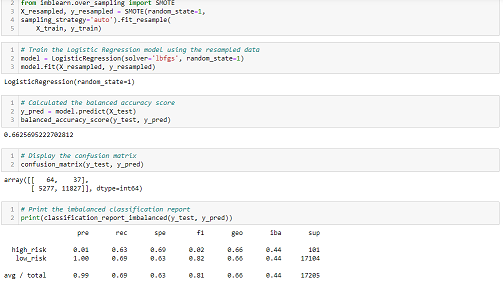 2 from imblearn.over_sampling import SMOTE
3 X_resampled, y_resampled = SMOTE(random_state=1,
sampling_strategy='auto').fit_resample(
5 X_train, y_train)
1 # Train the Logistic Regression model using the resampled data
2 model = LogisticRegression(solver='lbfgs', random_state=1)
3 model.fit(X_resampled, y_resampled)
LogisticRegression(random_state=1)
1 # Calculated the balanced accuracy score
2 y_pred = model.predict(X_test)
3 balanced_accuracy_score(y_test, y_pred)
0.6625695222702812
1 # Display the confusion matrix
2 confusion_matrix(y_test, y_pred)
array([[ 64, 37],
[ 5277, 11827]], dtype=int64)
1 # Print the imbalanced classification report
2 print(classification_report_imbalanced(y_test, y_pred))
pre rec spe f1 geo iba sup
high_risk 0.01 0.63 0.69 0.02 0.66 0.44 101
low_risk 1.00 0.69 0.63 0.82 0.66 0.44 17104
avg / total 0.99 0.69 0.63 0.81 0.66 0.44 17205